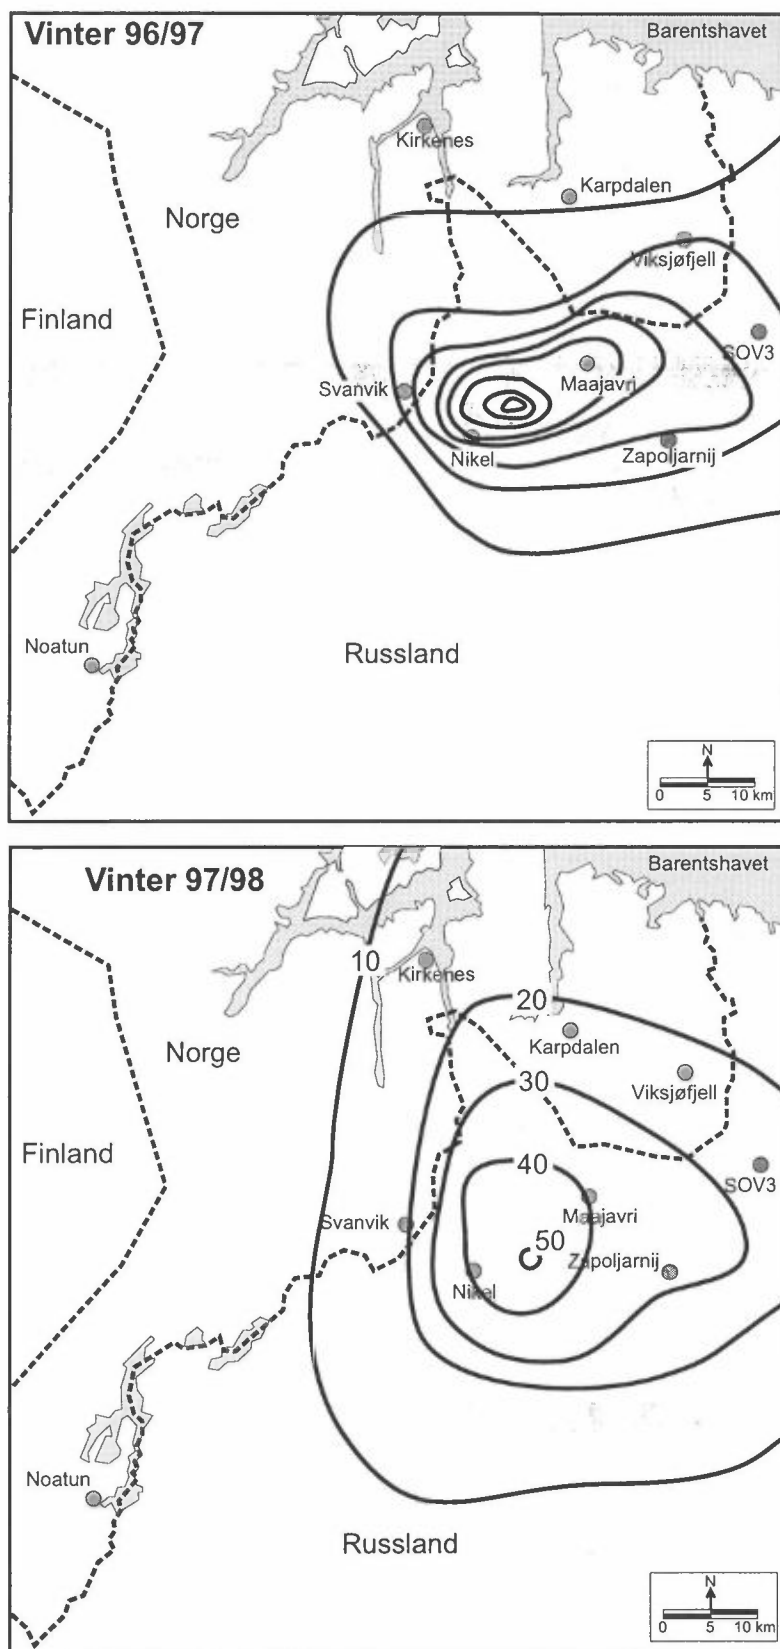 Vinter 96/97
Barentshavet
Kirkenes
Karpdalen
Norge
Viksjøfjell
Finland
SOV3
Maajavri
Svanvik
Nikel
Zapoljarnij
Noatun
Russland
N
0 5 10 km
Vinter 97/98
Barentshavet
10
Kirkenes
20
Karpdalen
Norge
Viksjøfjell
30
Finland
40
SOV3
Maajavri
Svanvik
50
Zapoljarnij
Nikel
Noatun
Russland
N
0 5 10 km